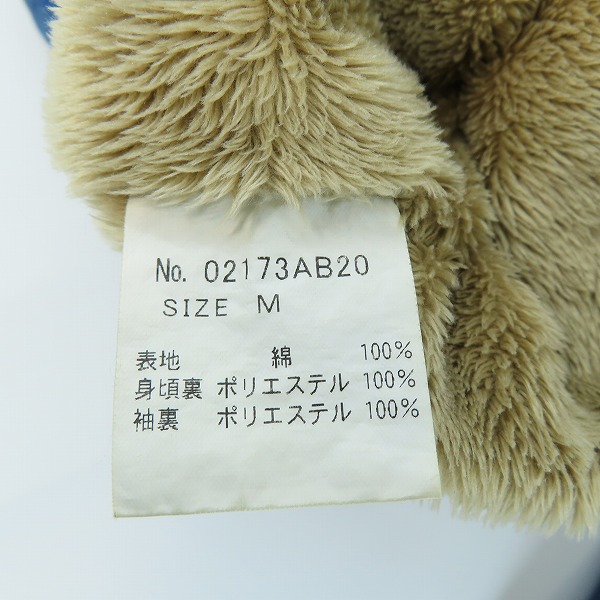 No. 02173AB20
SIZE M
表地 綿 100%
身頃裏 ポリエステル 100%
袖裏 ポリエステル 100%